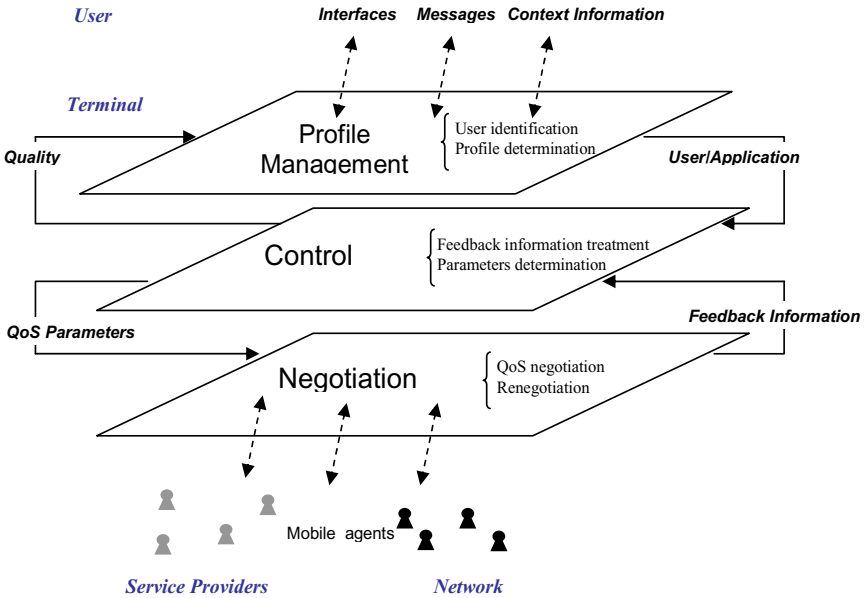 User
Interfaces Messages Context Information
Terminal
Profile
Management
User identification
Profile determination
Quality
User/Application
Control
Feedback information treatment
Parameters determination
QoS Parameters
Feedback Information
Negotiation
QoS negotiation
Renegotiation
Mobile agents
Service Providers
Network